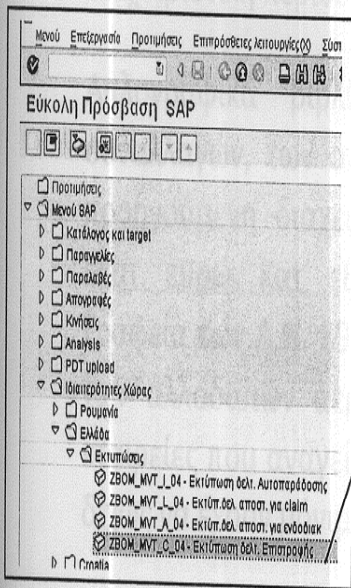 Μενού Επεξεργασία Προτιμήσεις Επιπρόσθετες λειτουργίες(X) Σύστ
Εύκολη Πρόσβαση SAP
Προτιμήσεις
Μενού SAP
Κατάλογος και target
Παραγγελίες
Παραλαβές
Απογραφές
Κινήσεις
Analysis
PDT upload
Ιδιαιτερότητες Χώρας
Ρουμανία
Ελλάδα
Εκτυπώσεις
ZBOM_MVT_I_04 - Εκτύπωση δελτ. Αυτοπαράδοσης
ZBOM_MVT_L_04 - Εκτύπ.δελ. αποστ. για claim
ZBOM_MVT_A_04 - Εκτύπ.δελ. αποστ. για ενδοδιακ
ZBOM_MVT_C_04 - Εκτύπωση δελτ. Επιστροφής
Croatia